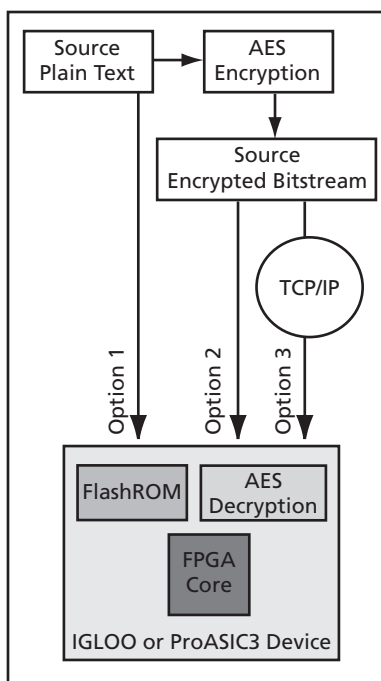 Source
Plain Text
AES
Encryption
Source
Encrypted Bitstream
TCP/IP
Option 1
Option 2
Option 3
FlashROM
AES
Decryption
FPGA
Core
IGLOO or ProASIC3 Device